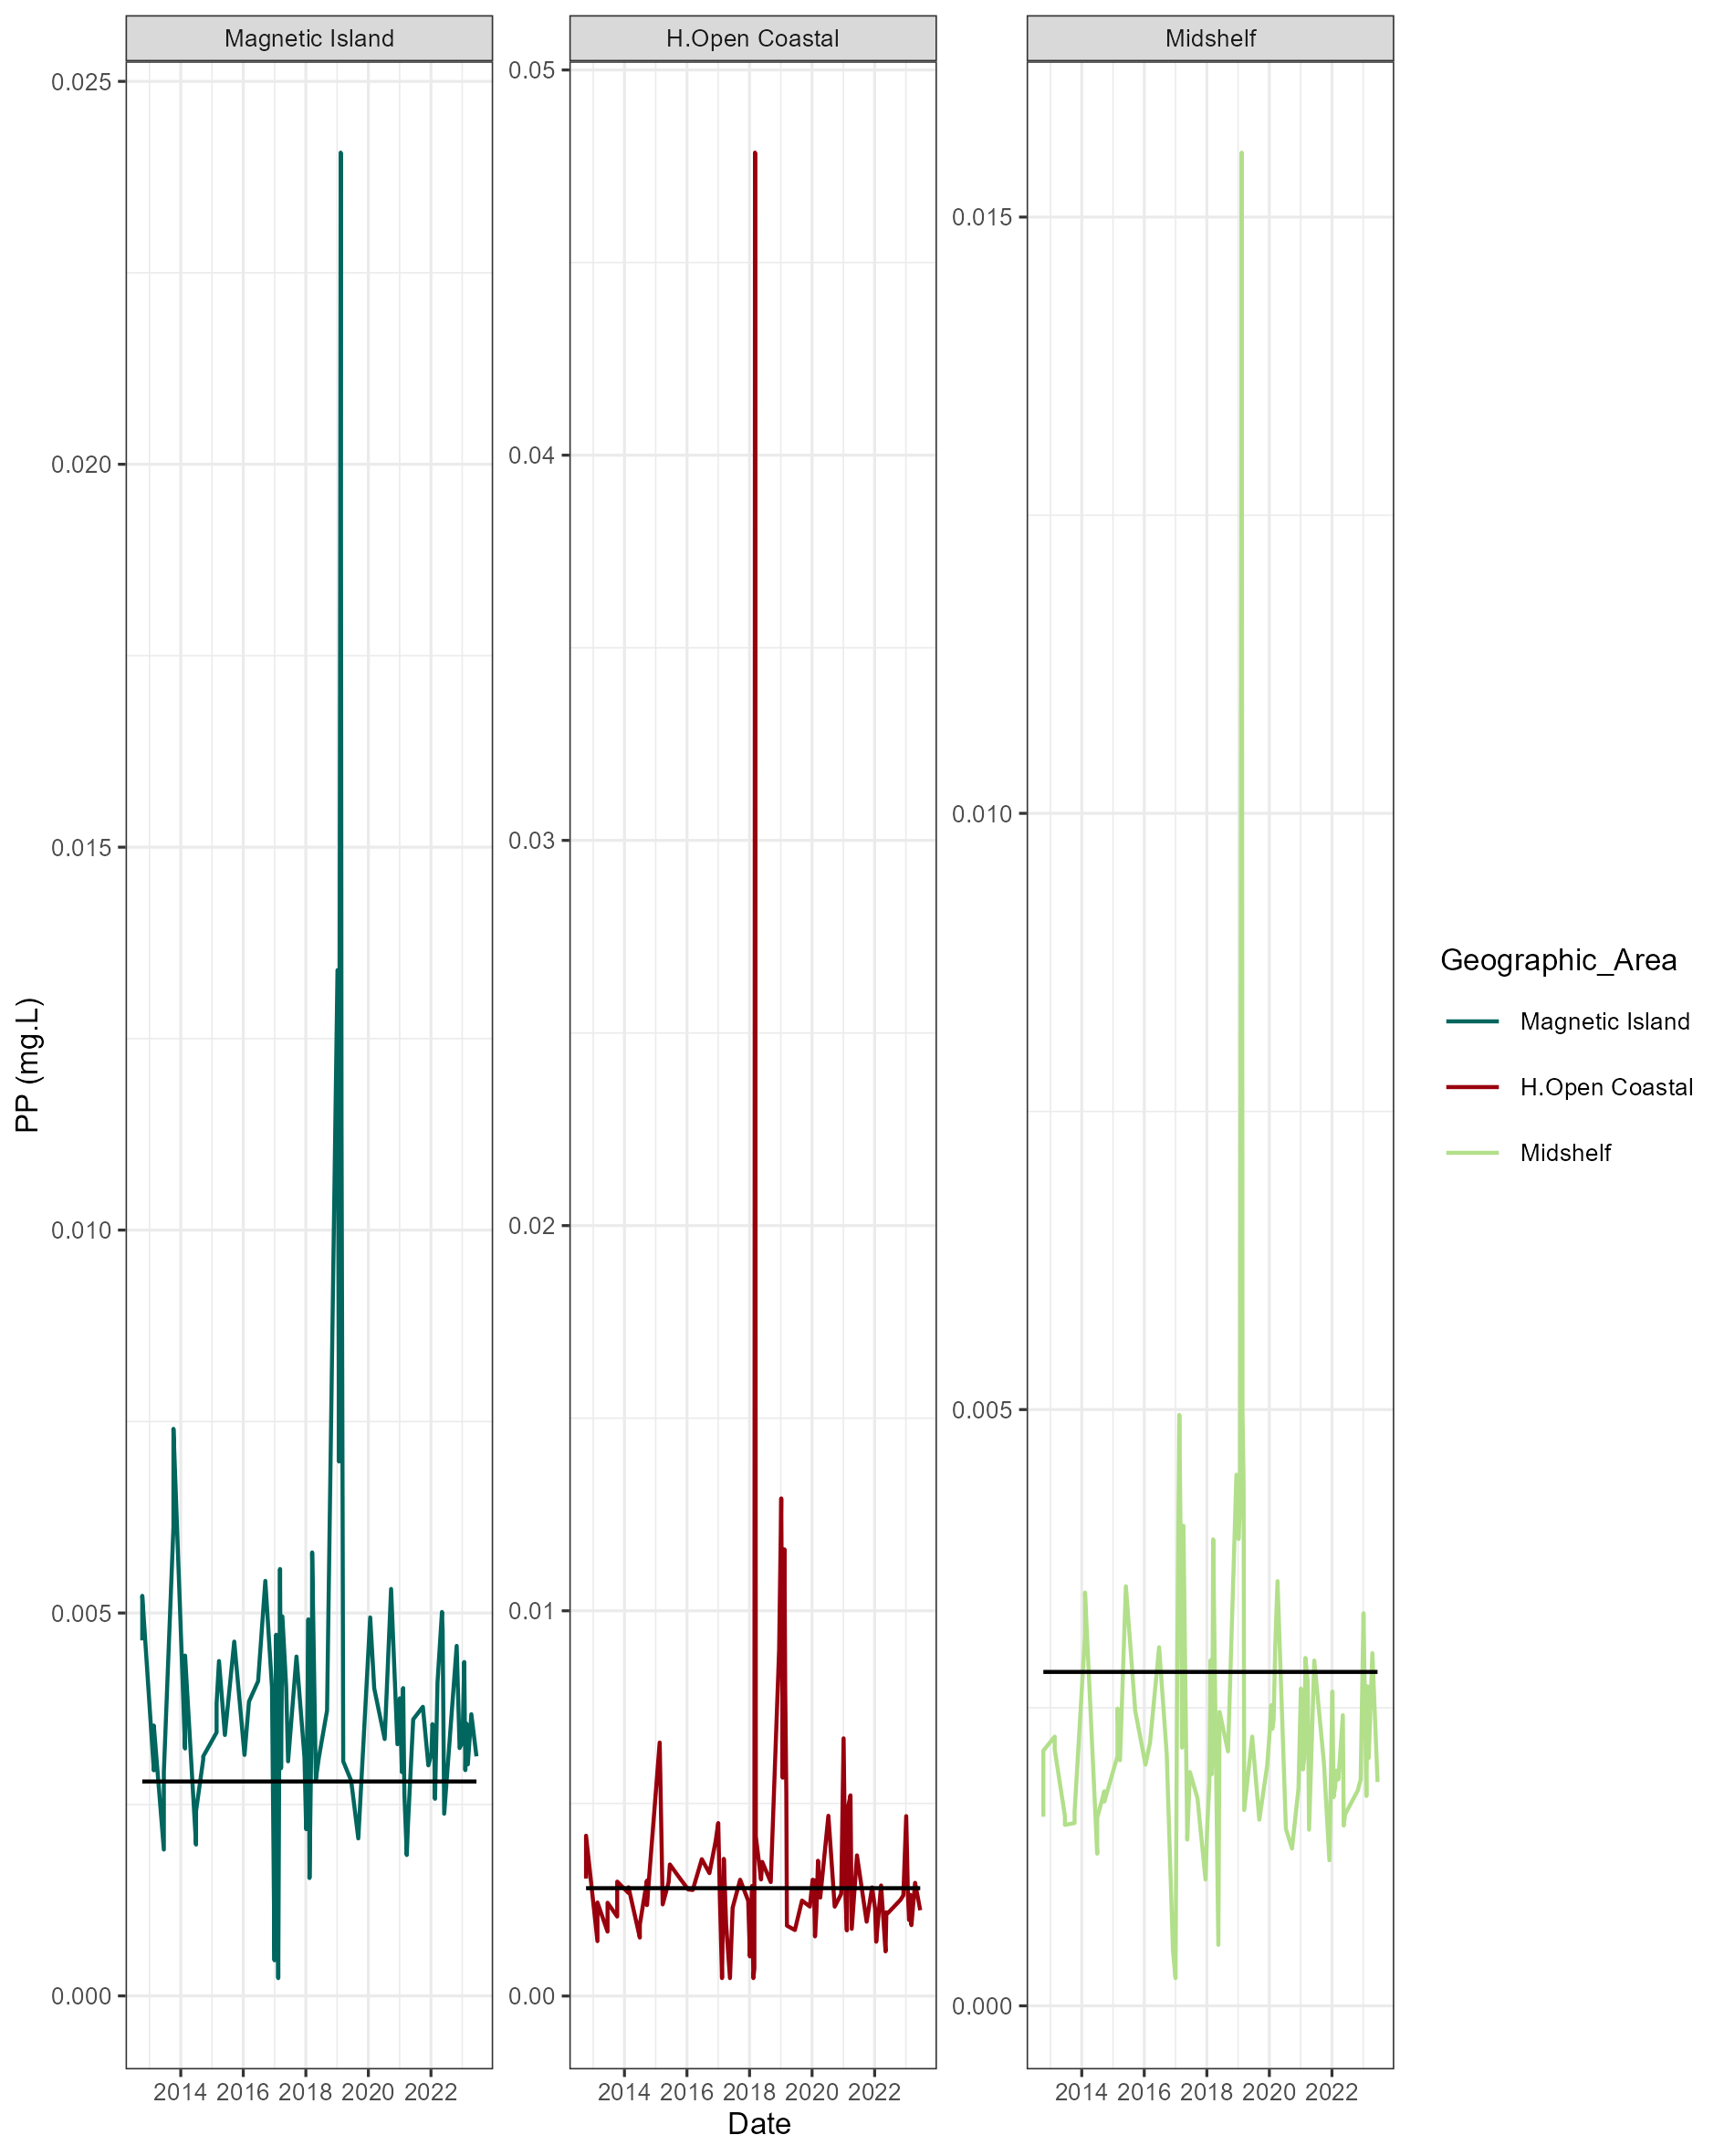 Magnetic Island
H.Open Coastal
Midshelf
PP (mg.L)
0.025
0.020
0.015
0.010
0.005
0.000
0.05
0.04
0.03
0.02
0.01
0.00
0.015
0.010
0.005
0.000
2014 2016 2018 2020 2022
2014 2016 2018 2020 2022
2014 2016 2018 2020 2022
Date
Geographic_Area
Magnetic Island
H.Open Coastal
Midshelf